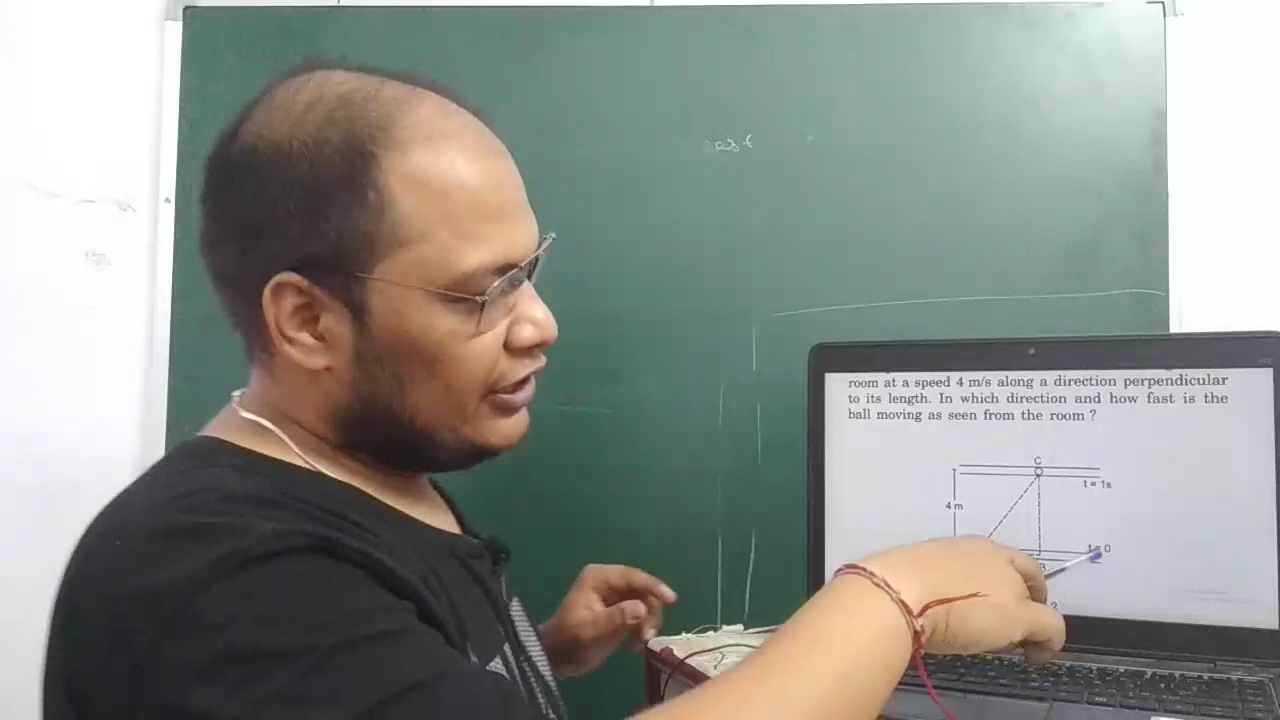 room at a speed 4 m/s along a direction perpendicular
to its length. In which direction and how fast is the
ball moving as seen from the room ?
C
t = 1s
4 m
t = 0